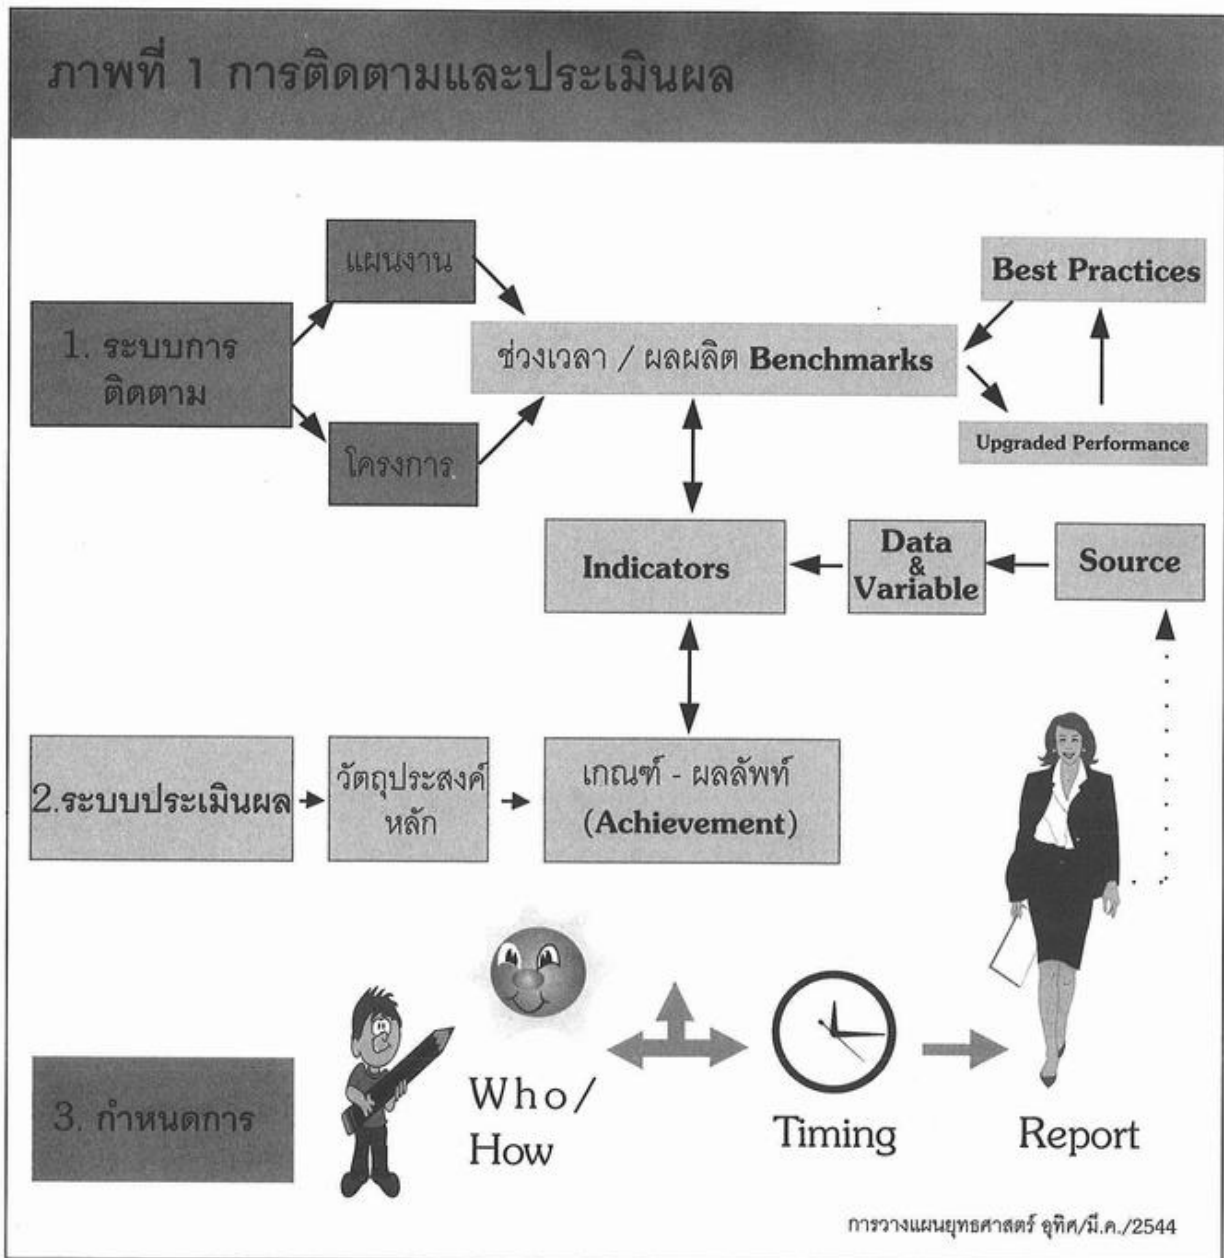 ภาพที่ 1 การติดตามและประเมินผล
แผนงาน
Best Practices
1. ระบบการ
ติดตาม
ช่วงเวลา / ผลผลิต Benchmarks
โครงการ
Upgraded Performance
Indicators
Data
&
Variable
Source
2.ระบบประเมินผล
วัตถุประสงค์
หลัก
เกณฑ์ - ผลลัพท์
(Achievement)
3. กำหนดการ
Who/
How
Timing
Report
การวางแผนยุทธศาสตร์ อุทิศ/มี.ค./2544